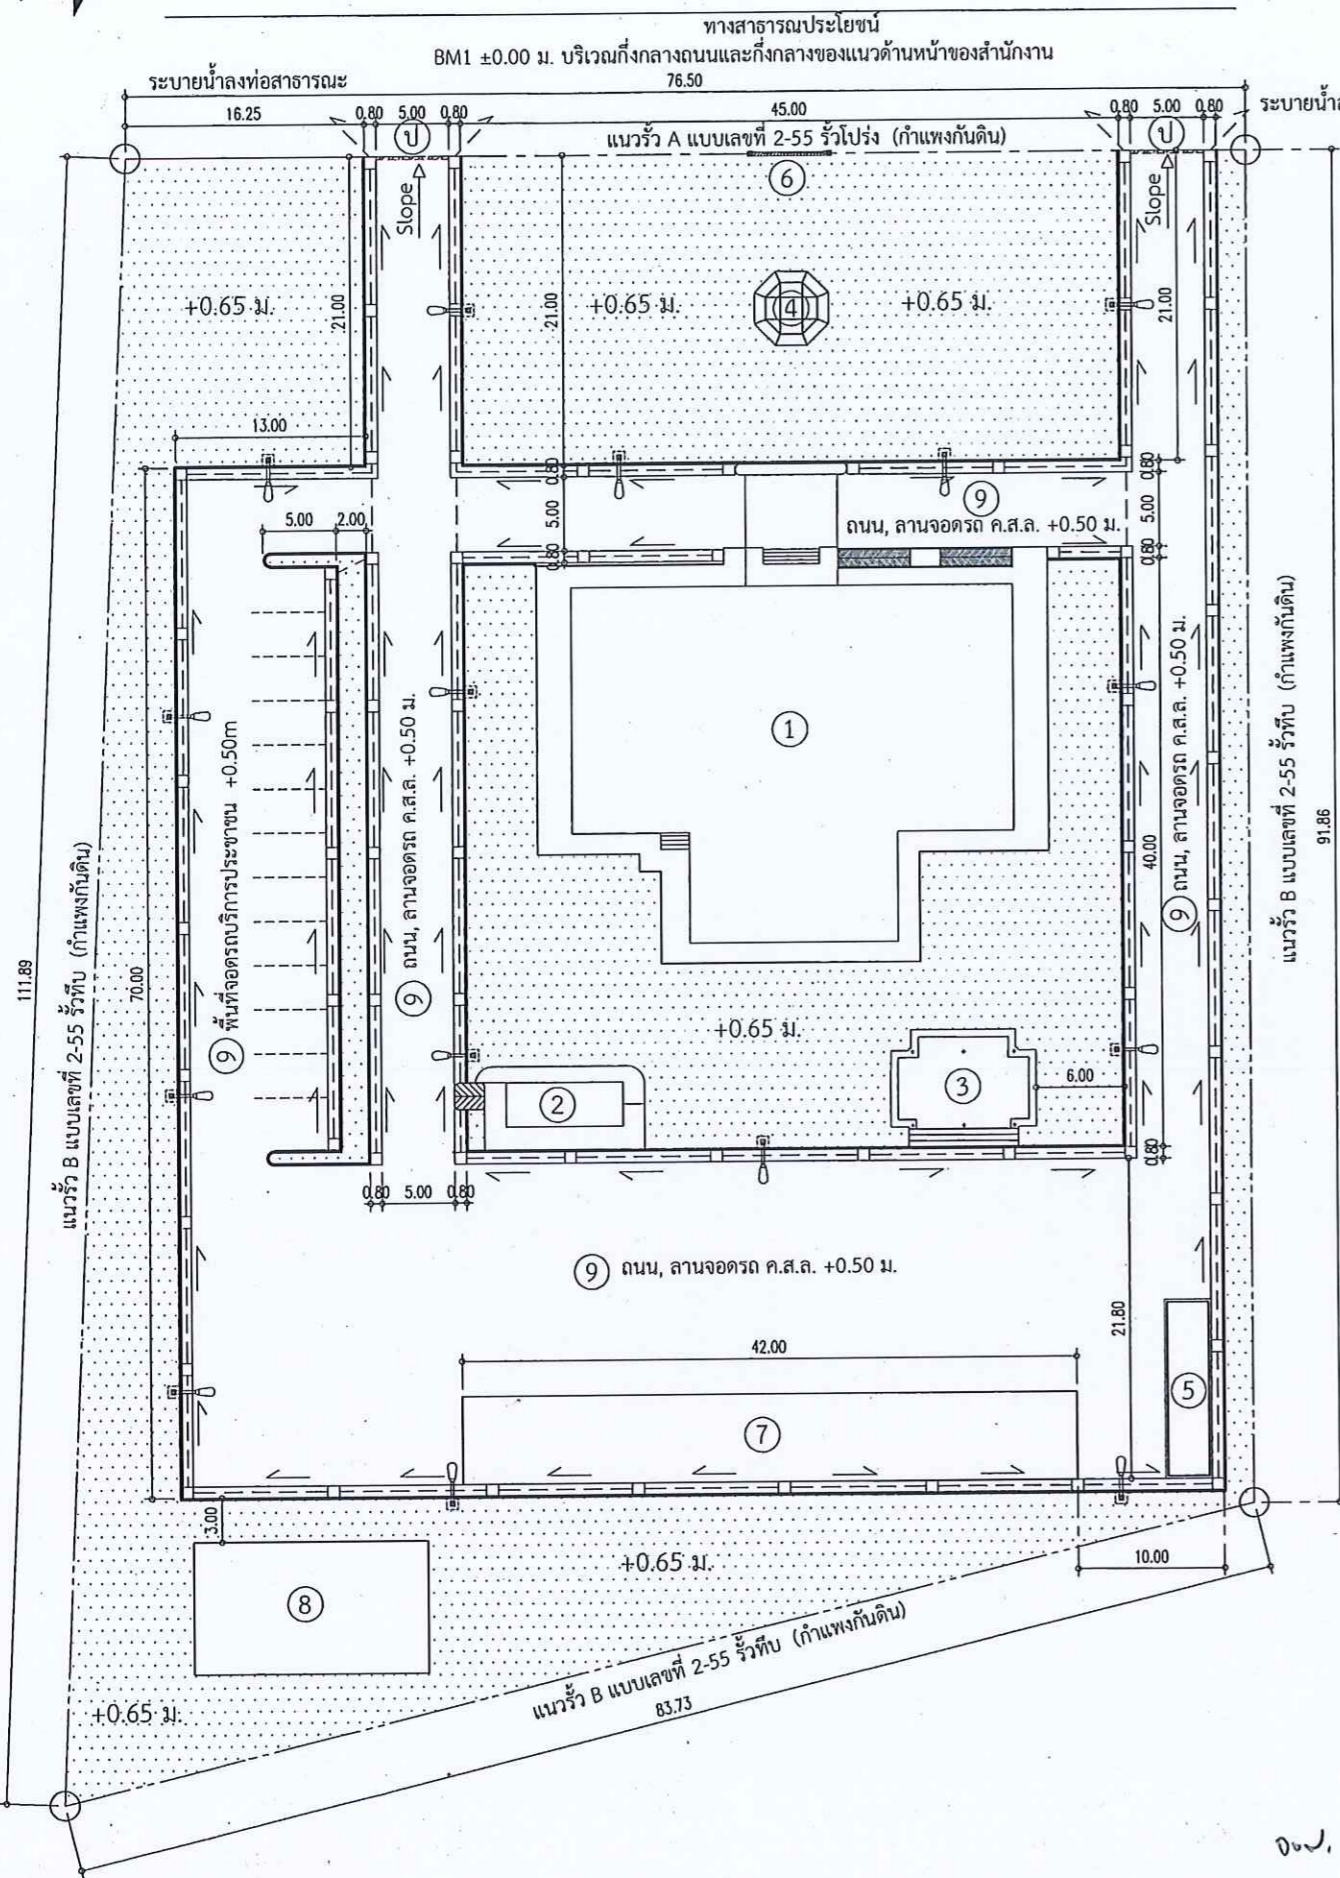 ทางสาธารณประโยชน์
BM1 ±0.00 ม. บริเวณกึ่งกลางถนนและกึ่งกลางของแนวด้านหน้าของสำนักงาน
ระบายน้ำลงท่อสาธารณะ
76.50
ระบายน้ำล
16.25
0.80
5.00
0.80
45.00
0.80
5.00
0.80
ป
แนวรั้ว A แบบเลขที่ 2-55 รั้วโปร่ง (กำแพงกันดิน)
ป
Slope
6
Slope
+0.65 ม.
21.00
21.00
+0.65 ม.
4
+0.65 ม.
21.00
13.00
0.80
5.00
0.80
9
ถนน, ลานจอดรถ ค.ส.ล. +0.50 ม.
0.80
5.00
0.80
5.00
2.00
1
9 พื้นที่จอดรถบริการประชาชน +0.50m
9 ถนน, ลานจอดรถ ค.ส.ล. +0.50 ม.
9 ถนน, ลานจอดรถ ค.ส.ล. +0.50 ม.
40.00
แนวรั้ว B แบบเลขที่ 2-55 รั้วทึบ (กำแพงกันดิน)
91.86
111.89
แนวรั้ว B แบบเลขที่ 2-55 รั้วทึบ (กำแพงกันดิน)
70.00
+0.65 ม.
2
3
6.00
0.80
0.80
5.00
0.80
9 ถนน, ลานจอดรถ ค.ส.ล. +0.50 ม.
21.80
42.00
5
7
3.00
+0.65 ม.
10.00
8
แนวรั้ว B แบบเลขที่ 2-55 รั้วทึบ (กำแพงกันดิน)
83.73
+0.65 ม.